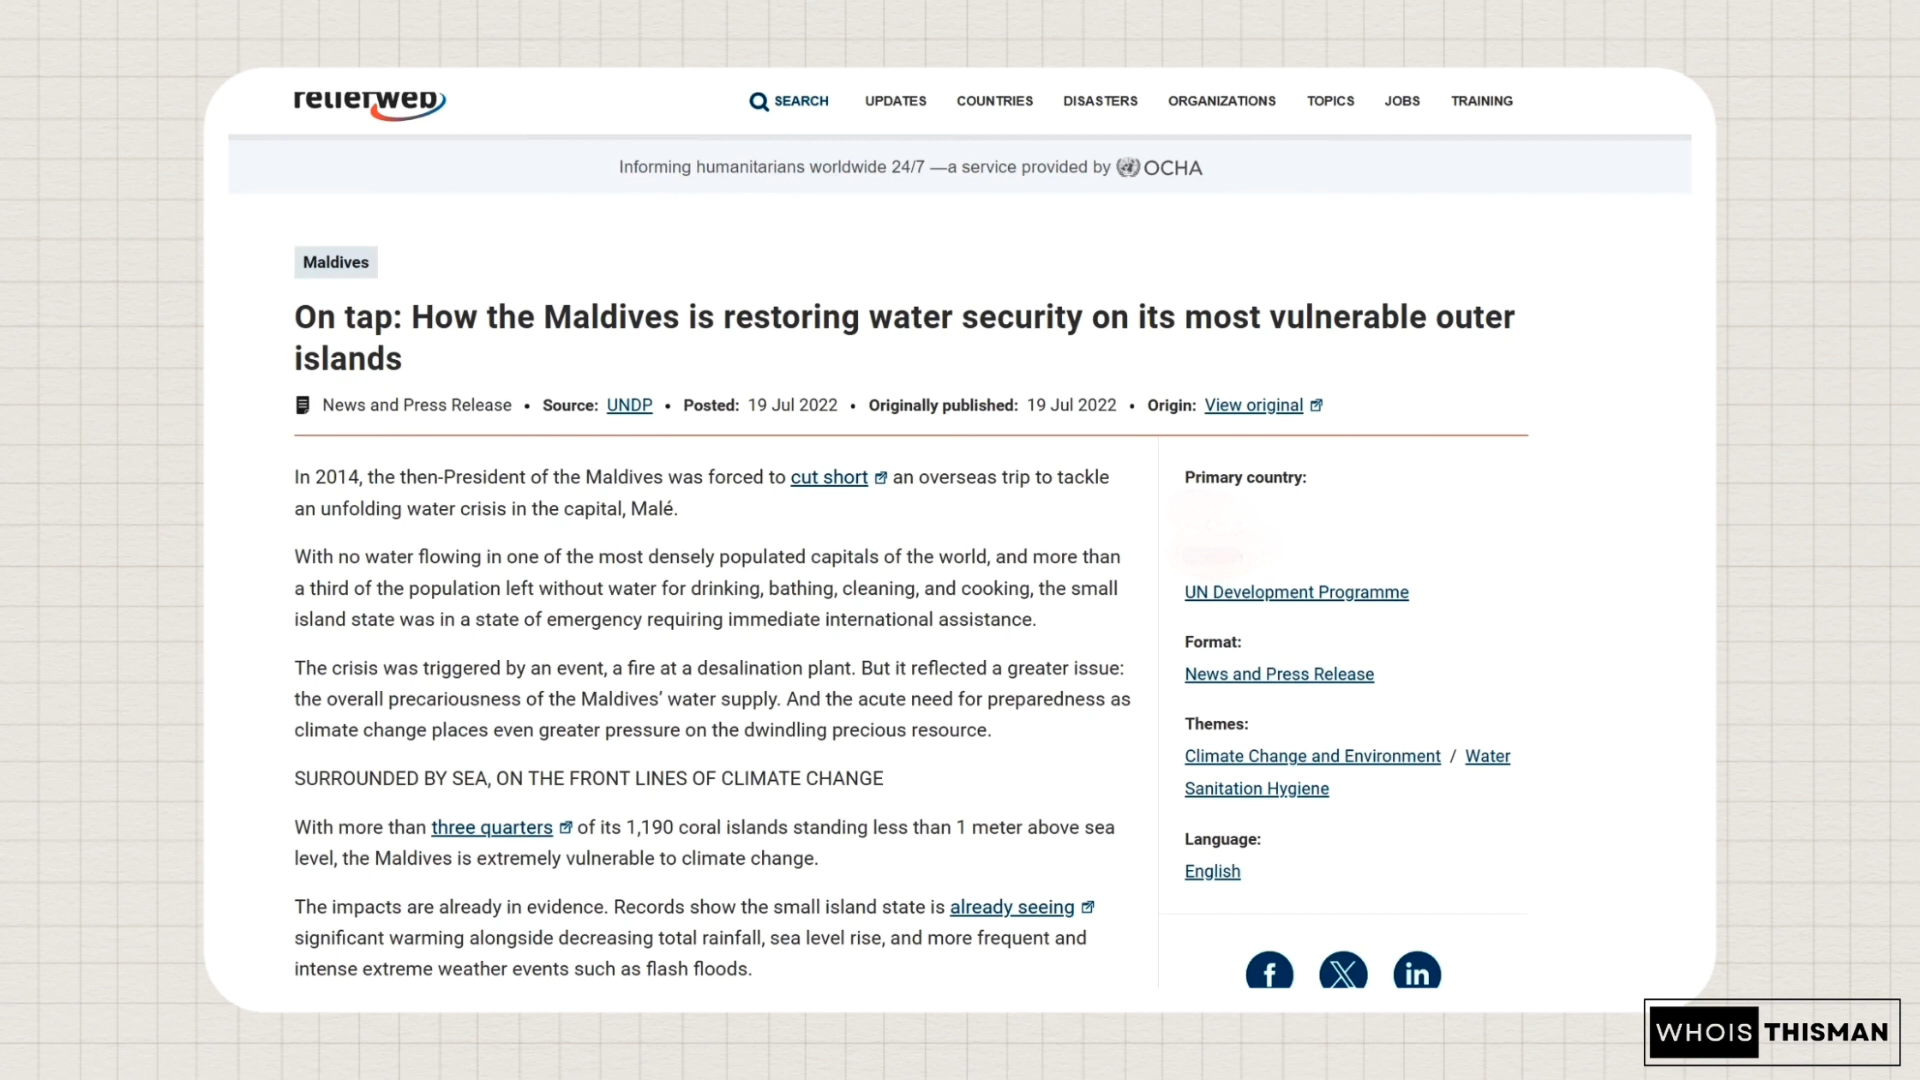 reliefweb
SEARCH UPDATES COUNTRIES DISASTERS ORGANIZATIONS TOPICS JOBS TRAINING
Informing humanitarians worldwide 24/7 —a service provided by OCHA
Maldives
On tap: How the Maldives is restoring water security on its most vulnerable outer
islands
News and Press Release • Source: UNDP • Posted: 19 Jul 2022 • Originally published: 19 Jul 2022 • Origin: View original
In 2014, the then-President of the Maldives was forced to cut short an overseas trip to tackle
an unfolding water crisis in the capital, Malé.
With no water flowing in one of the most densely populated capitals of the world, and more than
a third of the population left without water for drinking, bathing, cleaning, and cooking, the small
island state was in a state of emergency requiring immediate international assistance.
The crisis was triggered by an event, a fire at a desalination plant. But it reflected a greater issue:
the overall precariousness of the Maldives’ water supply. And the acute need for preparedness as
climate change places even greater pressure on the dwindling precious resource.
SURROUNDED BY SEA, ON THE FRONT LINES OF CLIMATE CHANGE
With more than three quarters of its 1,190 coral islands standing less than 1 meter above sea
level, the Maldives is extremely vulnerable to climate change.
The impacts are already in evidence. Records show the small island state is already seeing
significant warming alongside decreasing total rainfall, sea level rise, and more frequent and
intense extreme weather events such as flash floods.
Primary country:
UN Development Programme
Format:
News and Press Release
Themes:
Climate Change and Environment / Water
Sanitation Hygiene
Language:
English
WHOIS THISMAN